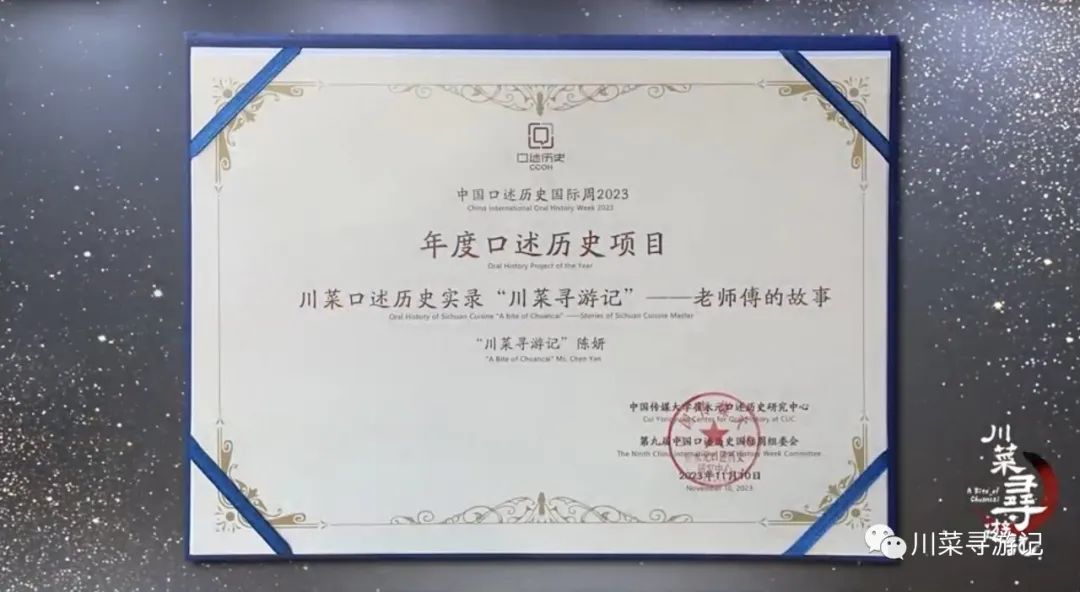 口述历史
CCOH
中国口述历史国际周2023
China International Oral History Week 2023
年度口述历史项目
Oral History Project of the Year
川菜口述历史实录“川菜寻游记”——老师傅的故事
Oral History of Sichuan Cuisine "A bite of Chuancai" ——Stories of Sichuan Cuisine Master
“川菜寻游记”陈妍
"A Bite of Chuancai" Ms. Chen Yan
中国传媒大学崔永元口述历史研究中心
Cui Yongyuan Center for Oral History at CUC
第九届中国口述历史国际周组委会
The Ninth China International Oral History Week Committee
2023年11月10日
November 10, 2023
川菜寻游记
A Bite of
Chuancai
川菜寻游记